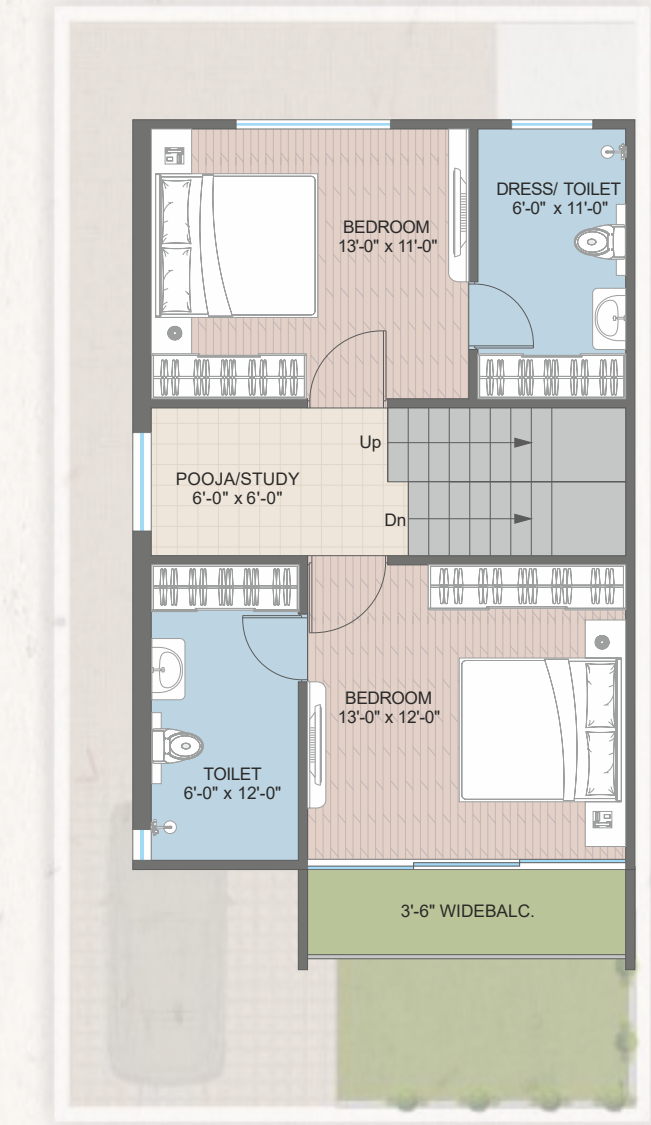 DRESS/ TOILET
6'-0" x 11'-0"
BEDROOM
13'-0" x 11'-0"
Up
POOJA/STUDY
6'-0" x 6'-0"
Dn
BEDROOM
13'-0" x 12'-0"
TOILET
6'-0" x 12'-0"
3'-6" WIDEBALC.